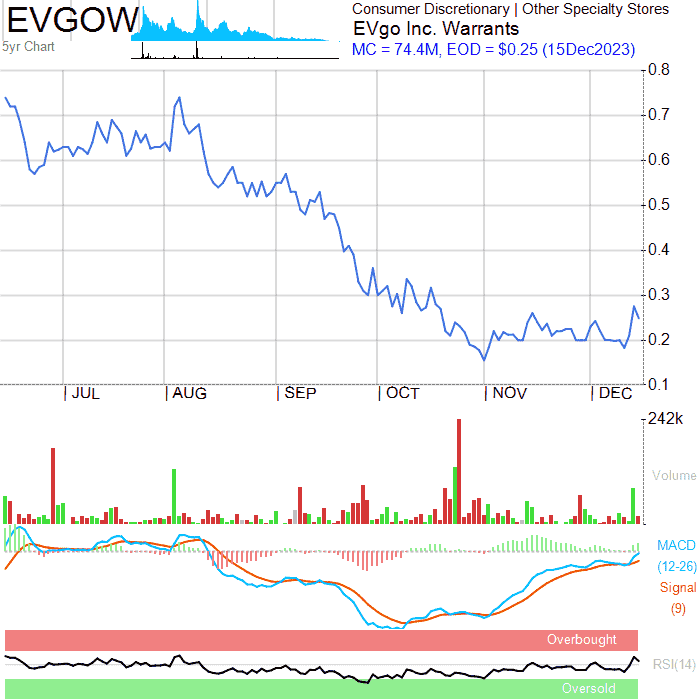 EVGOW
5yr Chart
Consumer Discretionary | Other Specialty Stores
EVgo Inc. Warrants
MC = 74.4M, EOD = $0.25 (15Dec2023)
0.8
0.7
0.6
0.5
0.4
0.3
0.2
0.1
| JUL | AUG | SEP | OCT | NOV | DEC
242k
Volume
MACD
(12-26)
Signal
(9)
Overbought
RSI(14)
Oversold